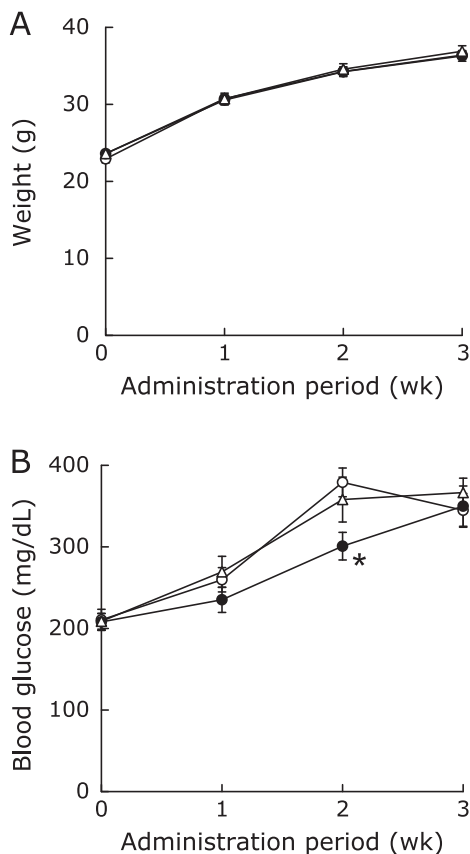 A
40
30
20
10
0
Weight (g)
0 1 2 3
Administration period (wk)
B
400
300
200
100
0
Blood glucose (mg/dL)
*
0 1 2 3
Administration period (wk)